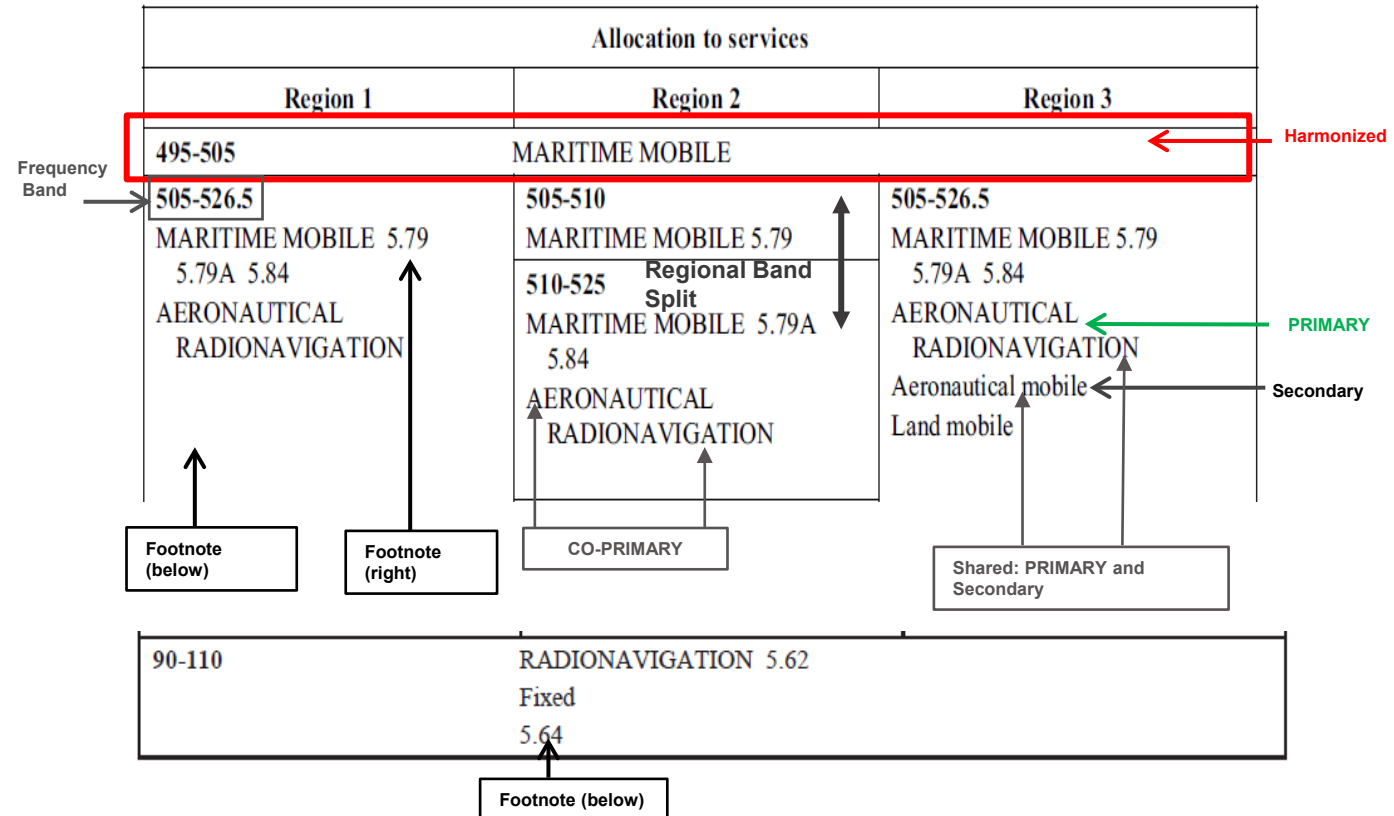 Allocation to services
Region 1 Region 2 Region 3
495-505 MARITIME MOBILE
Harmonized
Frequency
Band
505-526.5
MARITIME MOBILE 5.79
5.79A 5.84
AERONAUTICAL
RADIONAVIGATION
505-510
MARITIME MOBILE 5.79
Regional Band
Split
510-525
MARITIME MOBILE 5.79A
5.84
AERONAUTICAL
RADIONAVIGATION
505-526.5
MARITIME MOBILE 5.79
5.79A 5.84
AERONAUTICAL
RADIONAVIGATION
Aeronautical mobile
Land mobile
PRIMARY
Secondary
Footnote
(below)
Footnote
(right)
CO-PRIMARY
Shared: PRIMARY and
Secondary
90-110 RADIONAVIGATION 5.62
Fixed
5.64
Footnote (below)